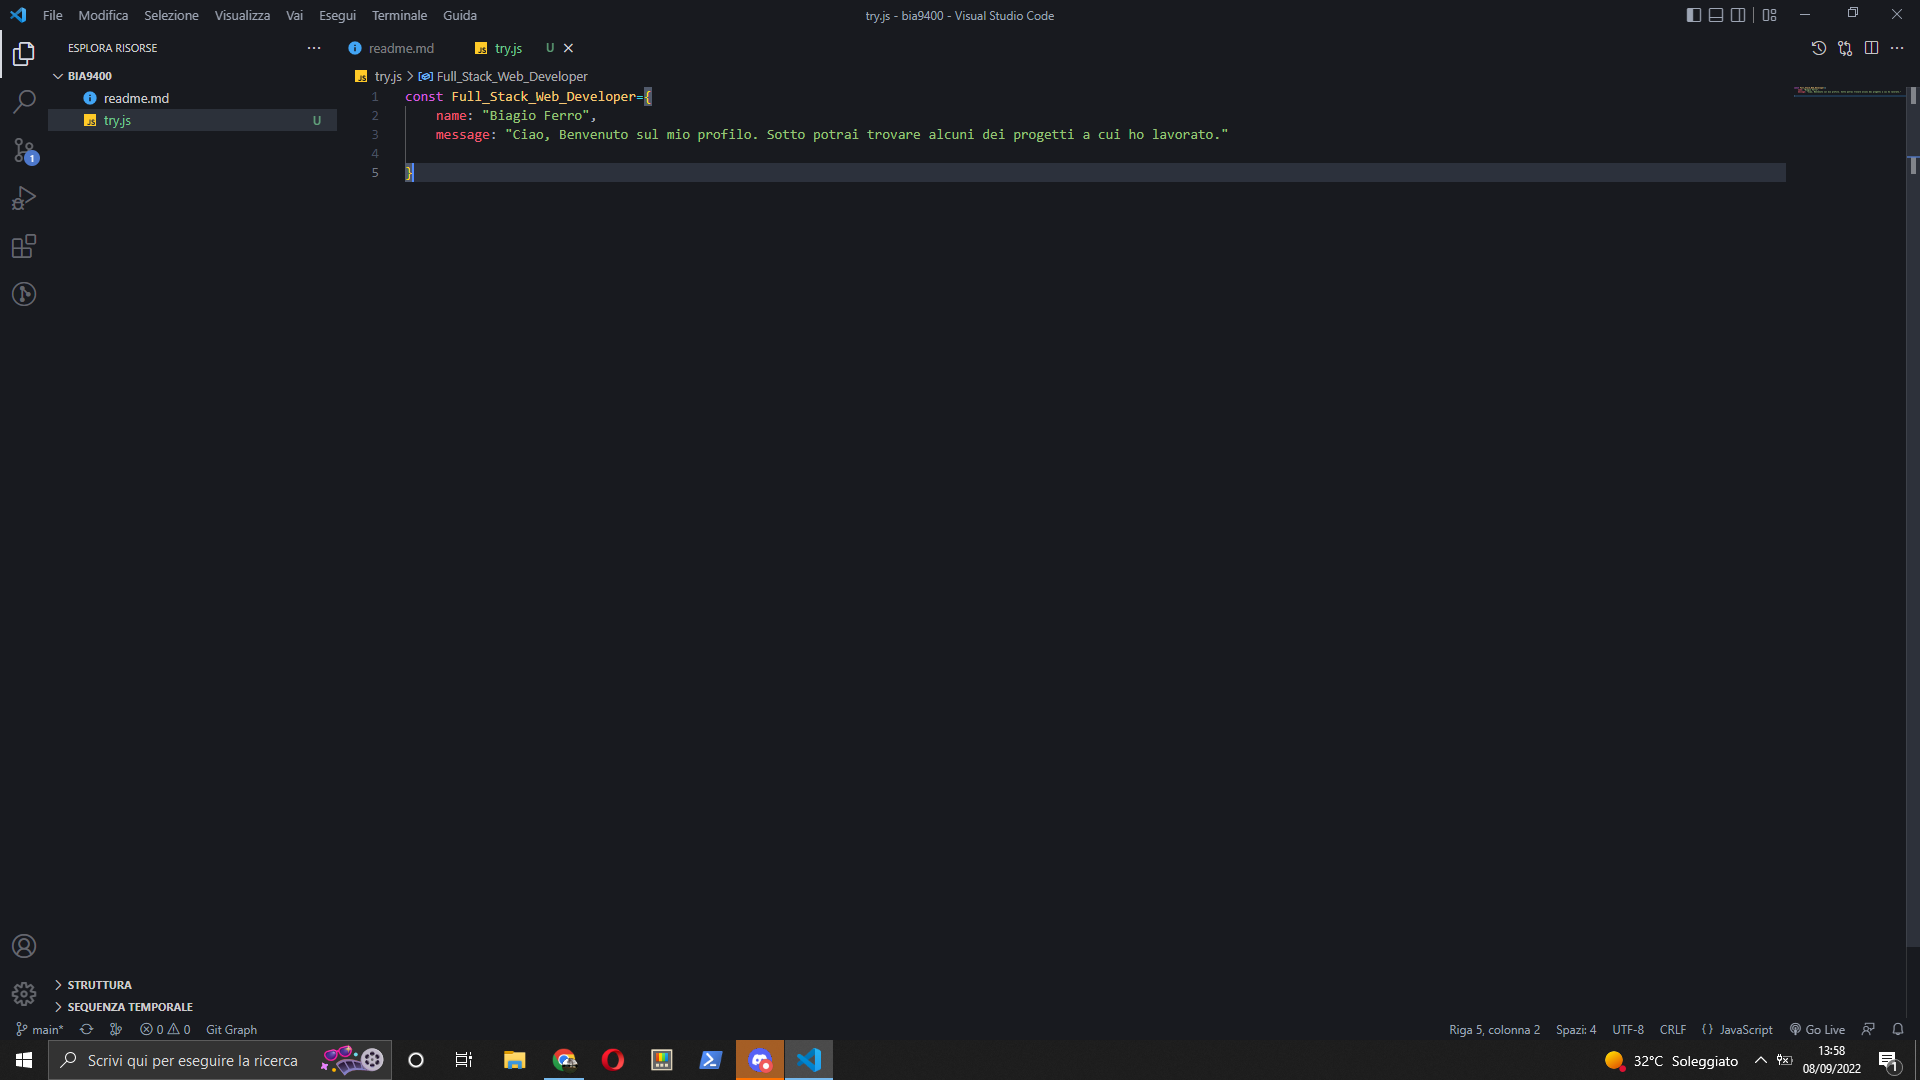 File Modifica Selezione Visualizza Vai Esegui Terminale Guida
try.js - bia9400 - Visual Studio Code
ESPLORA RISORSE
readme.md
try.js U
BIA9400
try.js > Full_Stack_Web_Developer
readme.md
try.js U
1 const Full_Stack_Web_Developer={
2 name: "Biagio Ferro",
3 message: "Ciao, Benvenuto sul mio profilo. Sotto potrai trovare alcuni dei progetti a cui ho lavorato."
4
5 }
1
STRUTTURA
SEQUENZA TEMPORALE
main* 0 0 Git Graph
Riga 5, colonna 2 Spazi: 4 UTF-8 CRLF {} JavaScript Go Live
Scrivi qui per eseguire la ricerca
32°C Soleggiato
13:58
08/09/2022
1